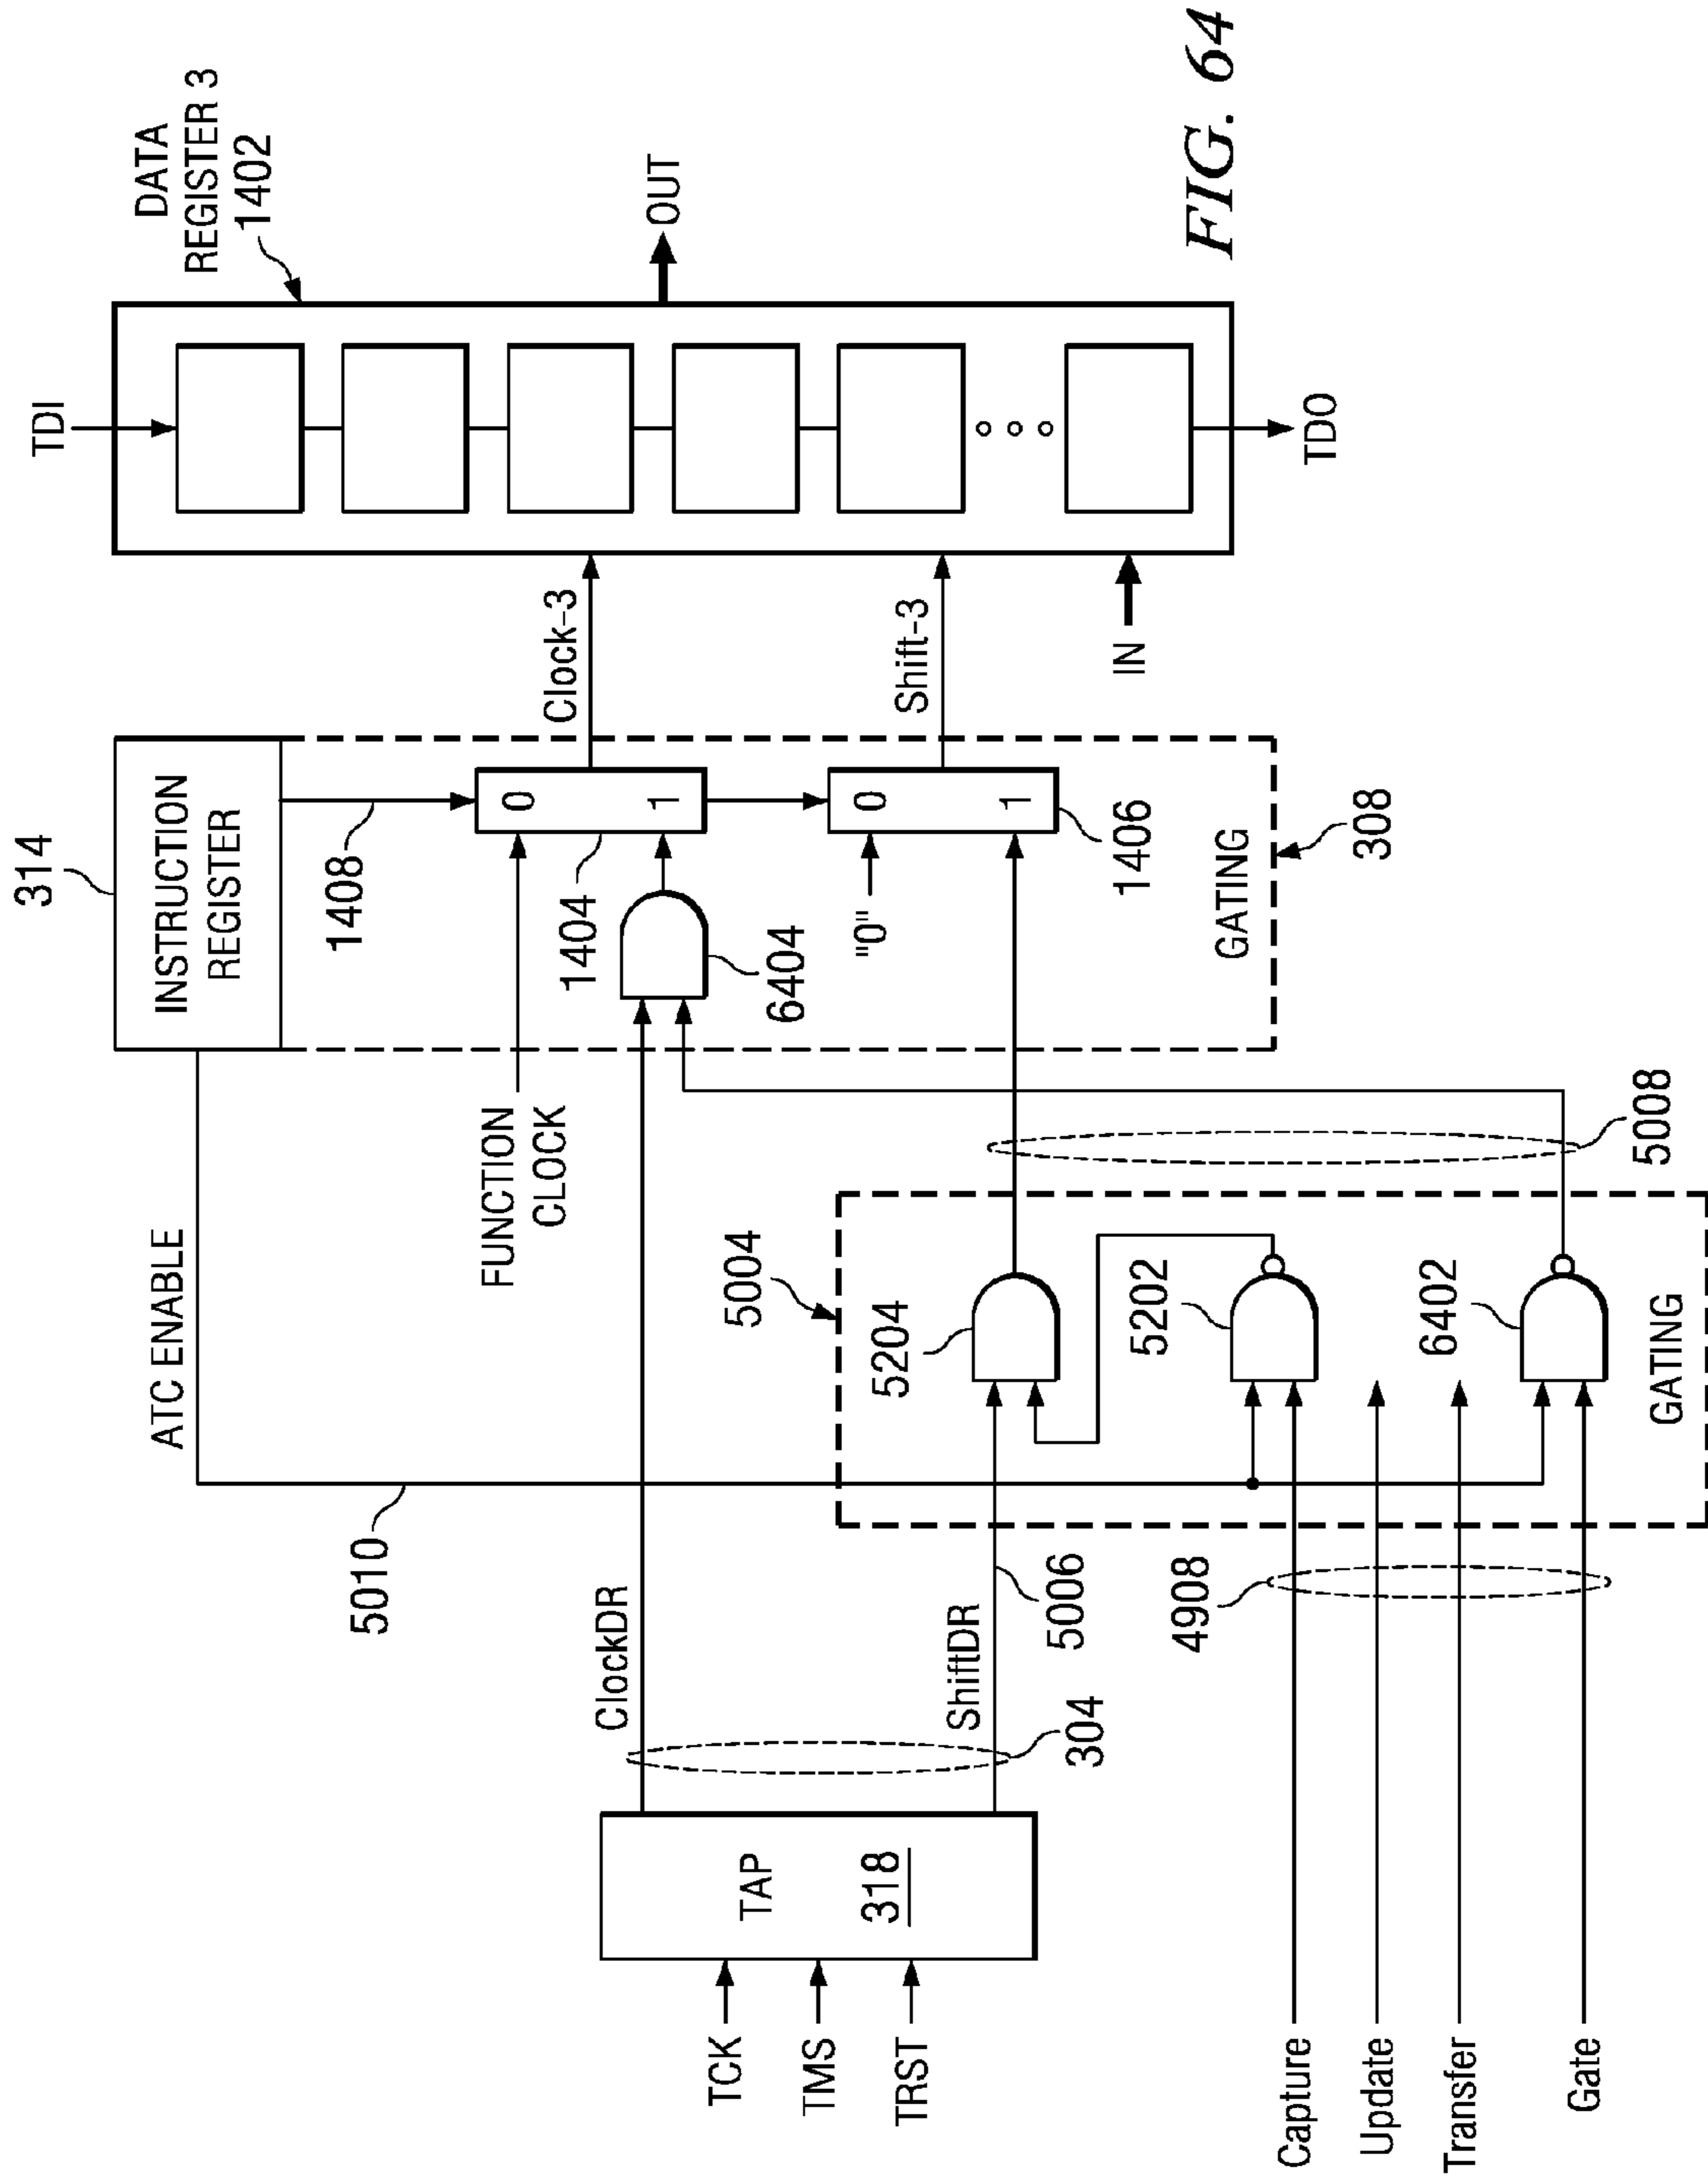 314
INSTRUCTION
REGISTER
ATC ENABLE
5010
1408
FUNCTION
CLOCK
0
1
1404
6404
"0"
0
1
1406
GATING
308
Clock-3
Shift-3
IN
TDI
DATA
REGISTER 3
1402
OUT
TDO
TCK
TMS
TRST
TAP
318
ClockDR
ShiftDR
304
5006
5004
5204
5202
6402
GATING
5008
4908
Capture
Update
Transfer
Gate
FIG. 64